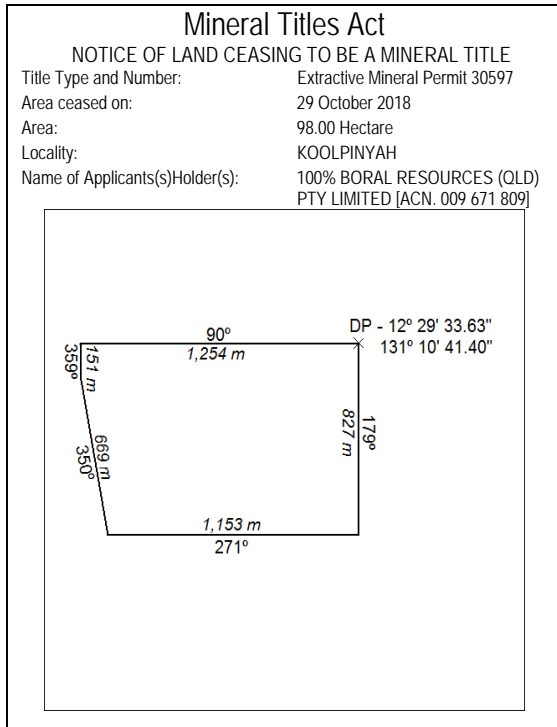 Mineral Titles Act
NOTICE OF LAND CEASING TO BE A MINERAL TITLE
Title Type and Number: Extractive Mineral Permit 30597
Area ceased on: 29 October 2018
Area: 98.00 Hectare
Locality: KOOLPINYAH
Name of Applicants(s)Holder(s): 100% BORAL RESOURCES (QLD)
PTY LIMITED [ACN. 009 671 809]
DP - 12º 29' 33.63"
131º 10' 41.40"
90º
1,254 m
359º
151 m
827 m
179º
669 m
350º
1,153 m
271º